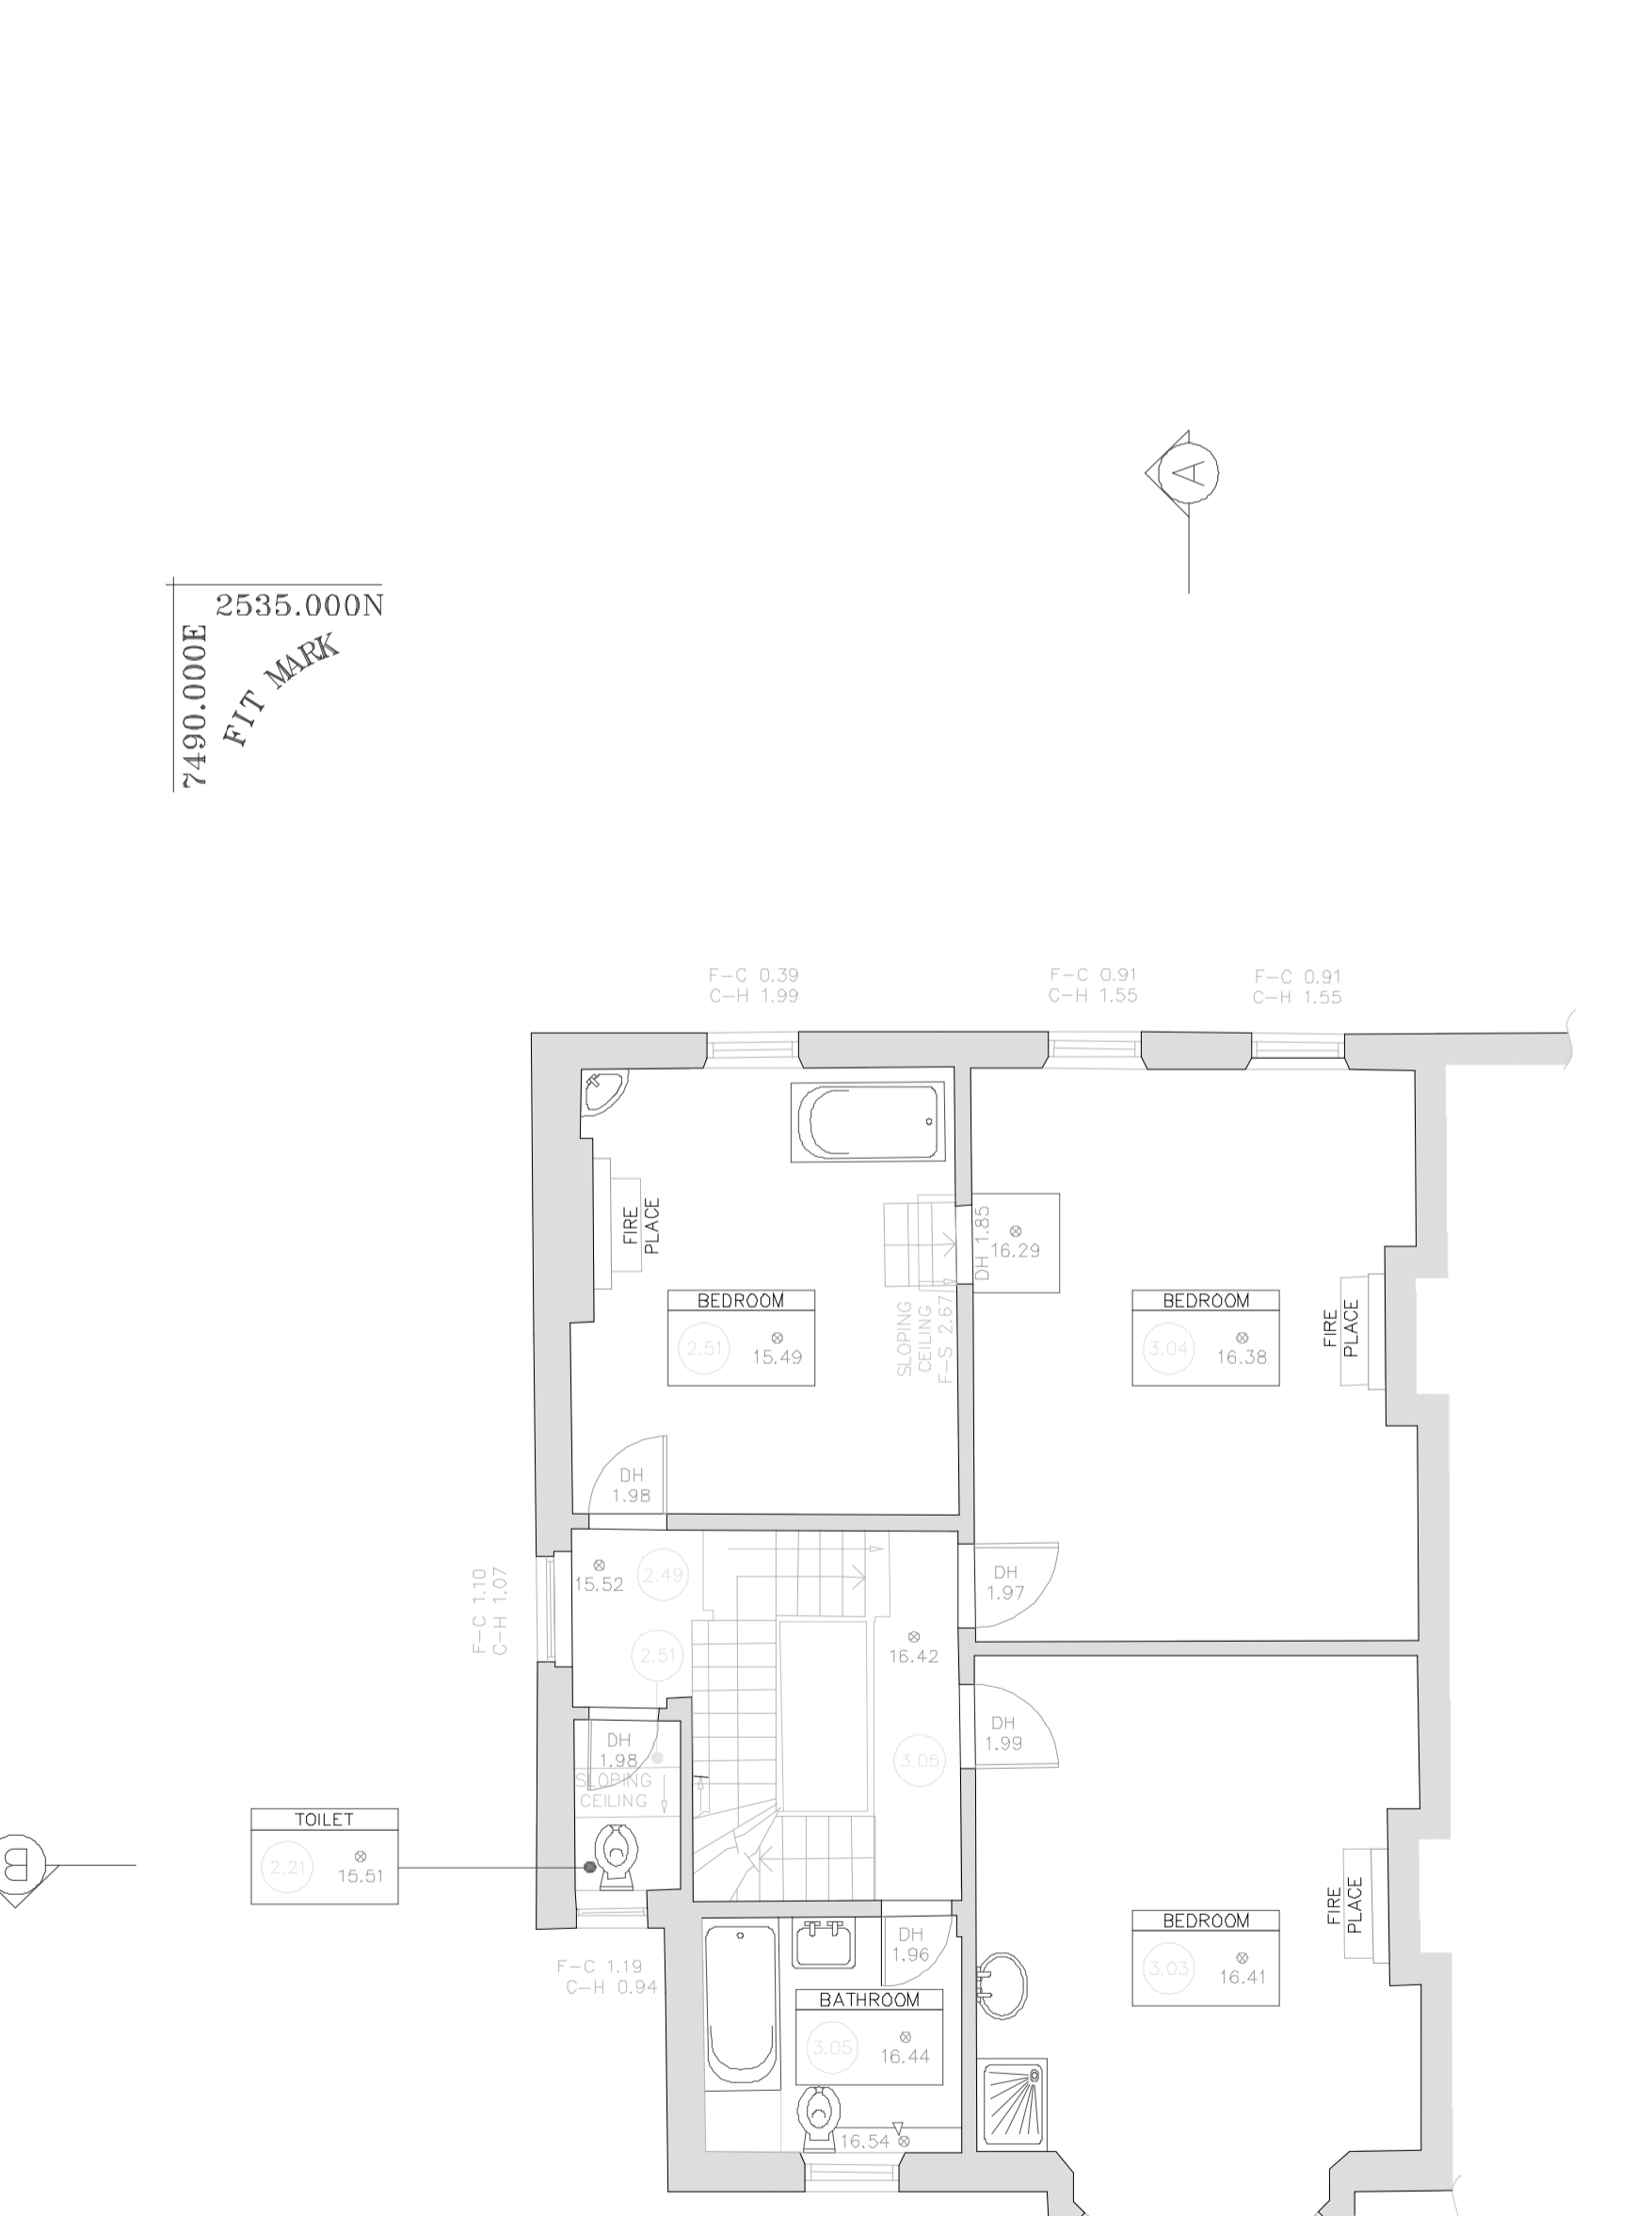 A
2535.000N
7490.000E
FIT MARK
F-C 0.39
C-H 1.99
F-C 0.91
C-H 1.55
F-C 0.91
C-H 1.55
FIRE
PLACE
DH 1.85
16.29
BEDROOM
2.51
15.49
SLOPING
CEILING
F-S 2.67
BEDROOM
3.04
16.38
FIRE
PLACE
DH
1.98
F-C 1.10
C-H 1.07
15.52
2.49
2.51
16.42
DH
1.97
DH
1.99
3.05
DH
1.98
SLOPING
CEILING
TOILET
2.21
15.51
B
FIRE
PLACE
BEDROOM
3.03
16.41
F-C 1.19
C-H 0.94
DH
1.96
BATHROOM
3.05
16.44
16.54